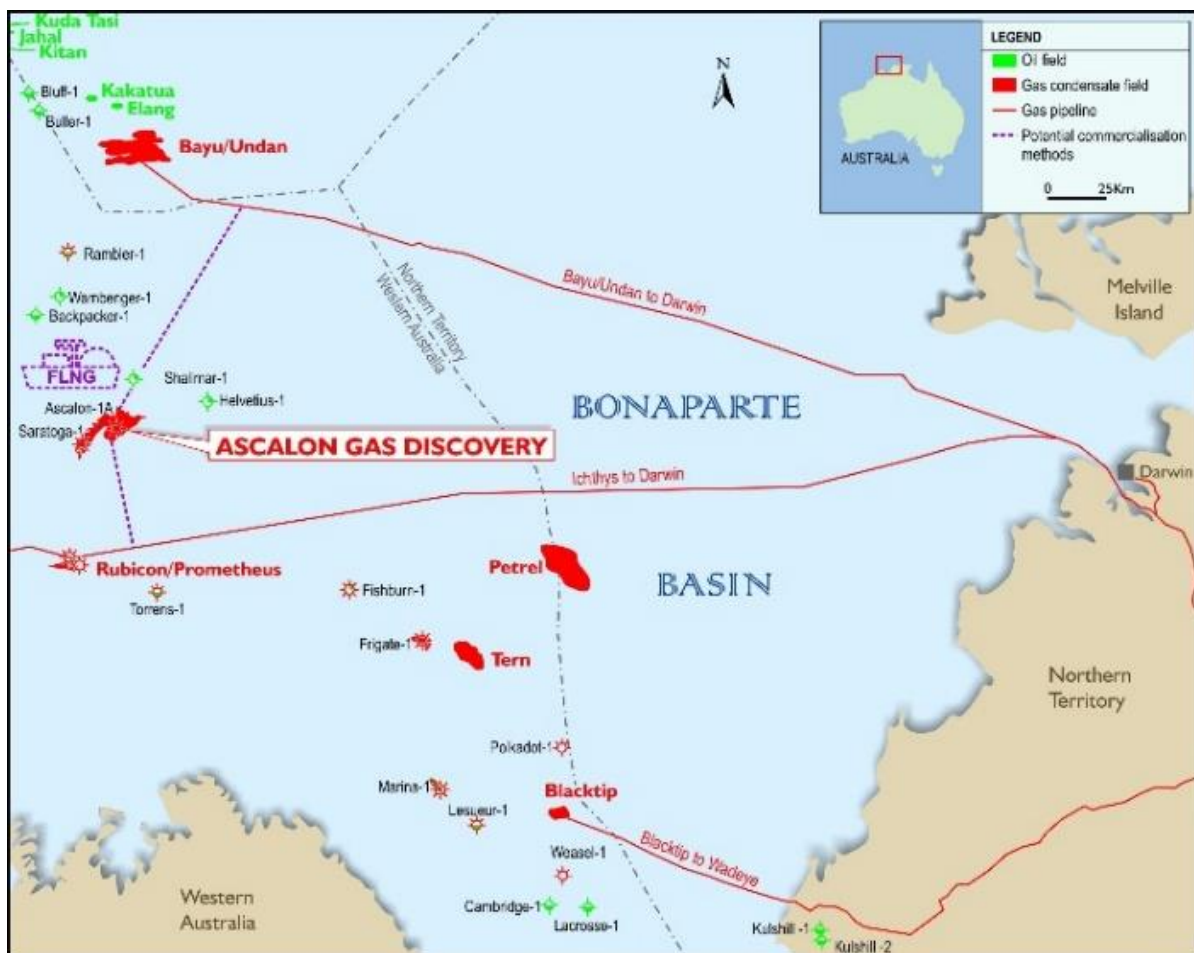 Kuda Tasi
Jahal
Kitan
Bluff-1
Kakatua
Elang
Buller-1
Bayu/Undan
N
LEGEND
Oil field
Gas condensate field
Gas pipeline
Potential commercialisation
methods
0 25Km
AUSTRALIA
Rambler-1
Wambenger-1
Backpacker-1
Northern Territory
Western Australia
Bayu/Undan to Darwin
Melville
Island
FLNG
Shalimar-1
Helvetius-1
Ascalon-1A
Saratoga-1
ASCALON GAS DISCOVERY
BONAPARTE
Ichthys to Darwin
Darwin
Rubicon/Prometheus
Torrens-1
Fishburn-1
Petrel
BASIN
Frigate-1
Tern
Northern
Territory
Polkadot-1
Marina-1
Lesueur-1
Blacktip
Blacktip to Wadeye
Weasel-1
Western
Australia
Cambridge-1
Lacrosse-1
Kulshill -1
Kulshill -2